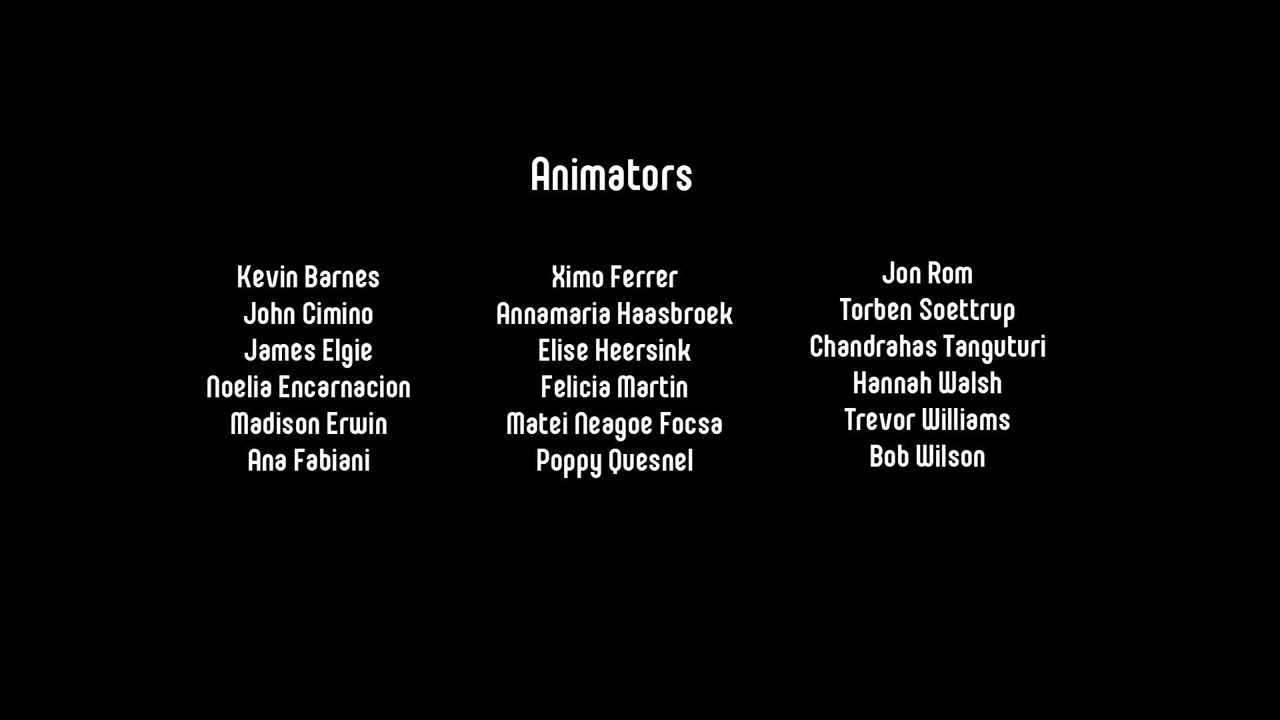 Animators
Kevin Barnes
John Cimino
James Elgie
Noelia Encarnacion
Madison Erwin
Ana Fabiani
Ximo Ferrer
Annamaria Haasbroek
Elise Heersink
Felicia Martin
Matei Neagoe Focsa
Poppy Quesnel
Jon Rom
Torben Soettrup
Chandrahas Tanguturi
Hannah Walsh
Trevor Williams
Bob Wilson